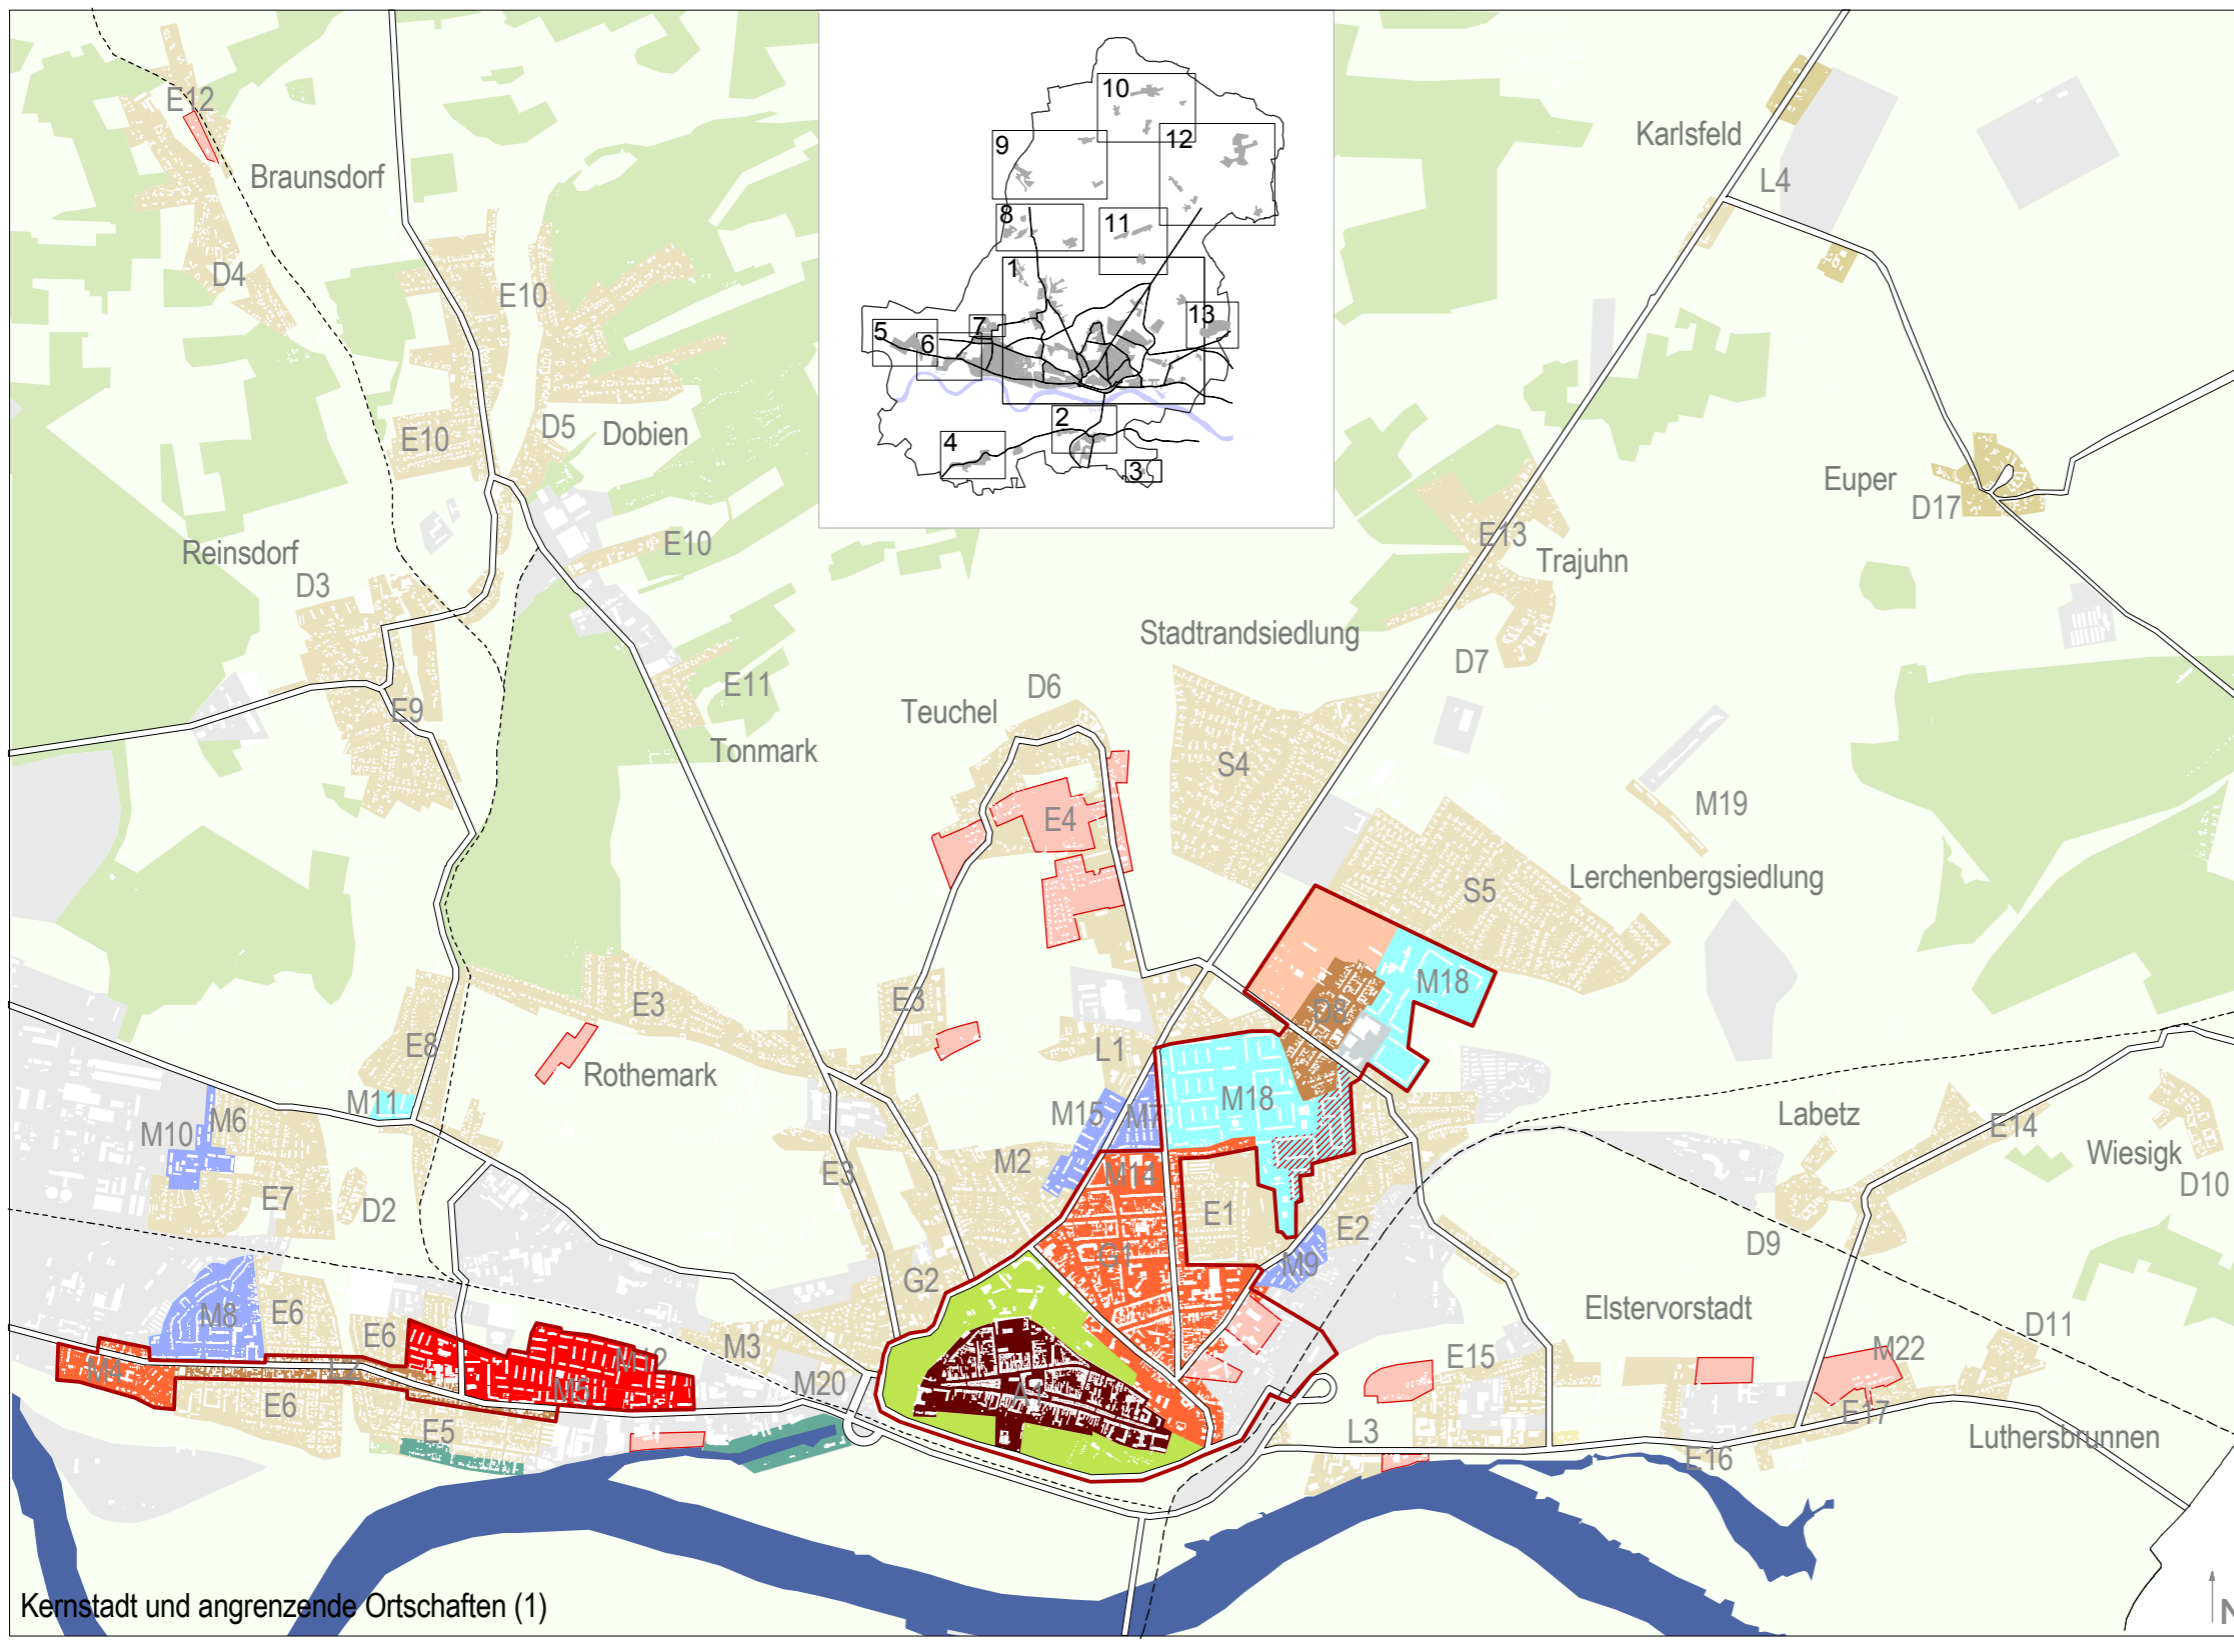 E12
Braunsdorf
D4
E10
E10
D5
Dobien
Reinsdorf
D3
E10
E9
E11
Tonmark
10
9
12
8
11
1
13
7
5
6
2
4
3
Karlsfeld
L4
Euper
D17
E13
Trajuhn
D7
Stadtrandsiedlung
D6
Teuchel
S4
E4
M19
Lerchenbergsiedlung
S5
M18
D8
E3
E3
E8
Rothemark
L1
M11
M10
M6
M15
M7
M18
M2
M14
E3
E7
D2
E1
E2
G1
M9
G2
Labetz
E14
Wiesigk
D10
D9
M8
E6
E6
M3
M12
M20
M4
E6
E5
Elstervorstadt
E15
D11
M22
L3
E17
E16
Luthersbrunnen
Kernstadt und angrenzende Ortschaften (1)
N